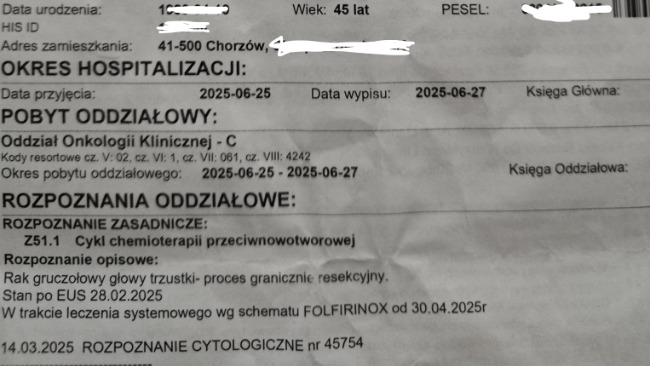 Data urodzenia: Wiek: 45 lat PESEL:
HIS ID
Adres zamieszkania: 41-500 Chorzów,
OKRES HOSPITALIZACJI:
Data przyjęcia: 2025-06-25 Data wypisu: 2025-06-27 Księga Główna:
POBYT ODDZIAŁOWY:
Oddział Onkologii Klinicznej - C
Kody resortowe cz. V: 02, cz. VI: 1, cz. VII: 061, cz. VIII: 4242
Okres pobytu oddziałowego: 2025-06-25 - 2025-06-27 Księga Oddziałowa:
ROZPOZNANIA ODDZIAŁOWE:
ROZPOZNANIE ZASADNICZE:
Z51.1 Cykl chemioterapii przeciwnowotworowej
Rozpoznanie opisowe:
Rak gruczołowy głowy trzustki- proces granicznie resekcyjny.
Stan po EUS 28.02.2025
W trakcie leczenia systemowego wg schematu FOLFIRINOX od 30.04.2025r
14.03.2025 ROZPOZNANIE CYTOLOGICZNE nr 45754